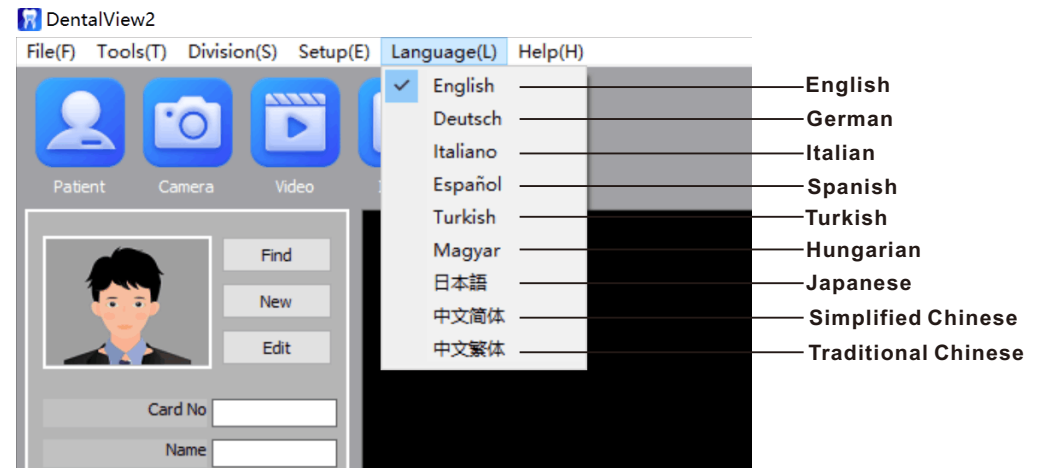 DentalView2
File(F) Tools(T) Division(S) Setup(E) Language(L) Help(H)
English
Deutsch
Italiano
Español
Turkish
Magyar
日本語
中文简体
中文繁体
English
German
Italian
Spanish
Turkish
Hungarian
Japanese
Simplified Chinese
Traditional Chinese
Patient Camera Video
Find
New
Edit
Card No
Name